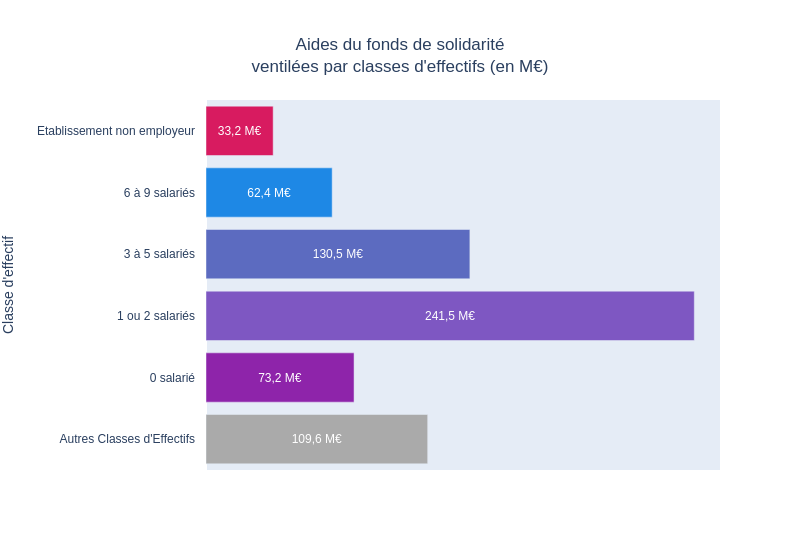 Aides du fonds de solidarité
ventilées par classes d'effectifs (en M€)
Classe d'effectif
Etablissement non employeur
33,2 M€
6 à 9 salariés
62,4 M€
3 à 5 salariés
130,5 M€
1 ou 2 salariés
241,5 M€
0 salarié
73,2 M€
Autres Classes d'Effectifs
109,6 M€